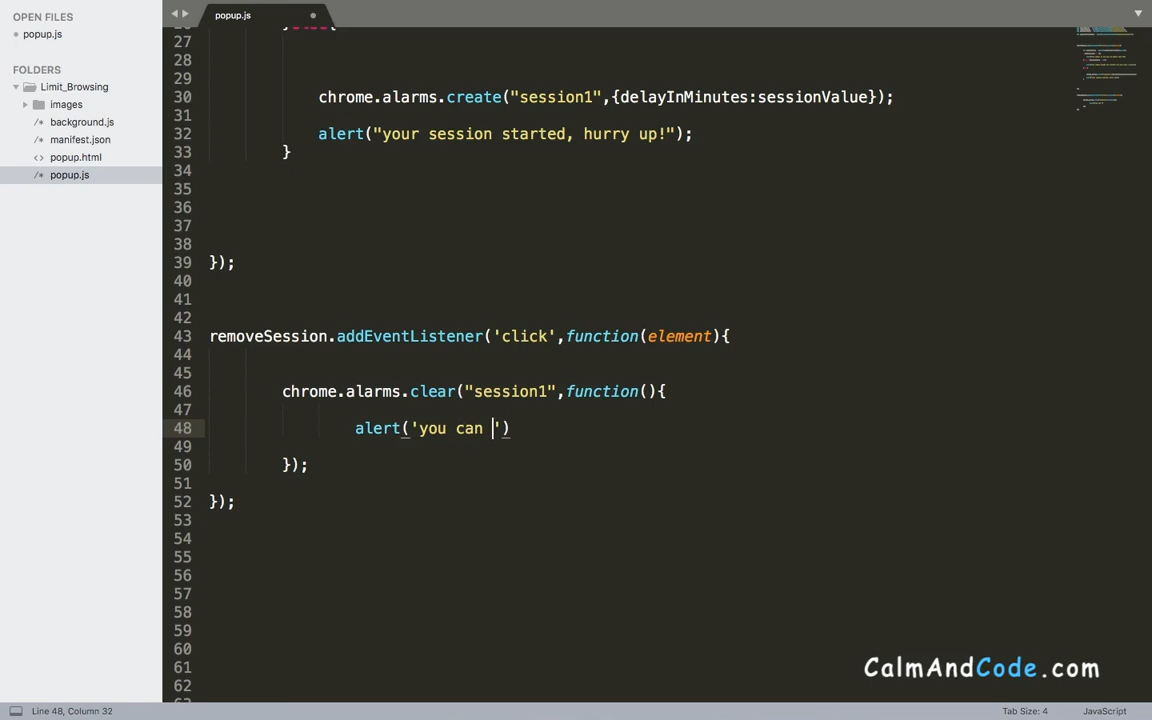 OPEN FILES
popup.js
FOLDERS
Limit_Browsing
images
background.js
manifest.json
popup.html
popup.js
popup.js
27
28
29
30 chrome.alarms.create("session1",{delayInMinutes:sessionValue});
31
32 alert("your session started, hurry up!");
33 }
34
35
36
37
38
39 });
40
41
42
43 removeSession.addEventListener('click',function(element){
44
45
46 chrome.alarms.clear("session1",function(){
47
48 alert('you can ')
49
50 });
51
52 });
53
54
55
56
57
58
59
60
61
62
CalmAndCode.com
Line 48, Column 32
Tab Size: 4
JavaScript